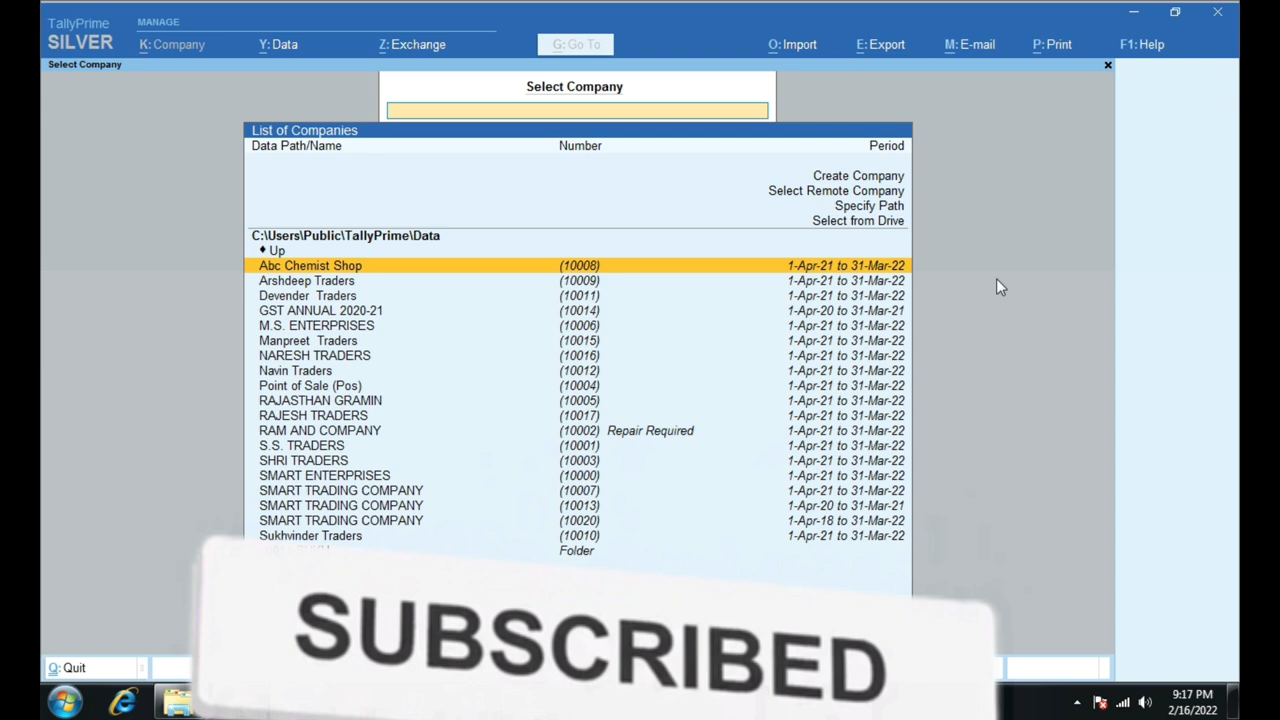 TallyPrime MANAGE
SILVER K: Company Y: Data Z: Exchange G: Go To O: Import E: Export M: E-mail P: Print F1: Help
Select Company
Select Company
List of Companies
Data Path/Name Number Period
Create Company
Select Remote Company
Specify Path
Select from Drive
C:\Users\Public\TallyPrime\Data
♦ Up
Abc Chemist Shop (10008) 1-Apr-21 to 31-Mar-22
Arshdeep Traders (10009) 1-Apr-21 to 31-Mar-22
Devender Traders (10011) 1-Apr-21 to 31-Mar-22
GST ANNUAL 2020-21 (10014) 1-Apr-20 to 31-Mar-21
M.S. ENTERPRISES (10006) 1-Apr-21 to 31-Mar-22
Manpreet Traders (10015) 1-Apr-21 to 31-Mar-22
NARESH TRADERS (10016) 1-Apr-21 to 31-Mar-22
Navin Traders (10012) 1-Apr-21 to 31-Mar-22
Point of Sale (Pos) (10004) 1-Apr-21 to 31-Mar-22
RAJASTHAN GRAMIN (10005) 1-Apr-21 to 31-Mar-22
RAJESH TRADERS (10017) 1-Apr-21 to 31-Mar-22
RAM AND COMPANY (10002) Repair Required 1-Apr-21 to 31-Mar-22
S.S. TRADERS (10001) 1-Apr-21 to 31-Mar-22
SHRI TRADERS (10003) 1-Apr-21 to 31-Mar-22
SMART ENTERPRISES (10000) 1-Apr-21 to 31-Mar-22
SMART TRADING COMPANY (10007) 1-Apr-21 to 31-Mar-22
SMART TRADING COMPANY (10013) 1-Apr-20 to 31-Mar-21
SMART TRADING COMPANY (10020) 1-Apr-18 to 31-Mar-22
Sukhvinder Traders (10010) 1-Apr-21 to 31-Mar-22
Folder
SUBSCRIBED
Q: Quit
9:17 PM
2/16/2022